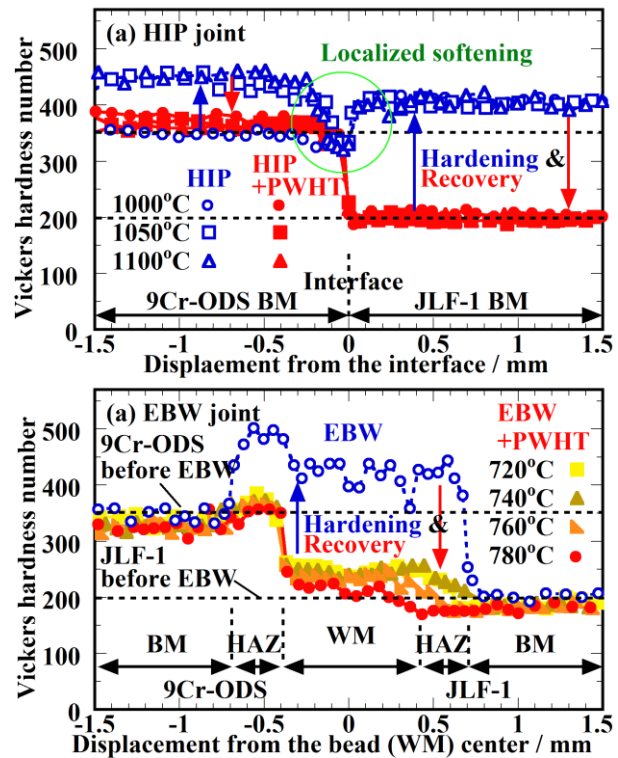 (a) HIP joint
Localized softening
HIP
HIP
+PWHT
Hardening &
Recovery
1000°C
1050°C
1100°C
Interface
9Cr-ODS BM
JLF-1 BM
Vickers hardness number
500
400
300
200
100
0
-1.5 -1.0 -0.5 0 0.5 1.0 1.5
Displaement from the interface / mm
(a) EBW joint
9Cr-ODS
before EBW
EBW
EBW
+PWHT
720°C
740°C
760°C
780°C
Hardening &
Recovery
JLF-1
before EBW
BM HAZ WM HAZ BM
9Cr-ODS JLF-1
Vickers hardness number
500
400
300
200
100
0
-1.5 -1.0 -0.5 0 0.5 1.0 1.5
Displacement from the bead (WM) center / mm